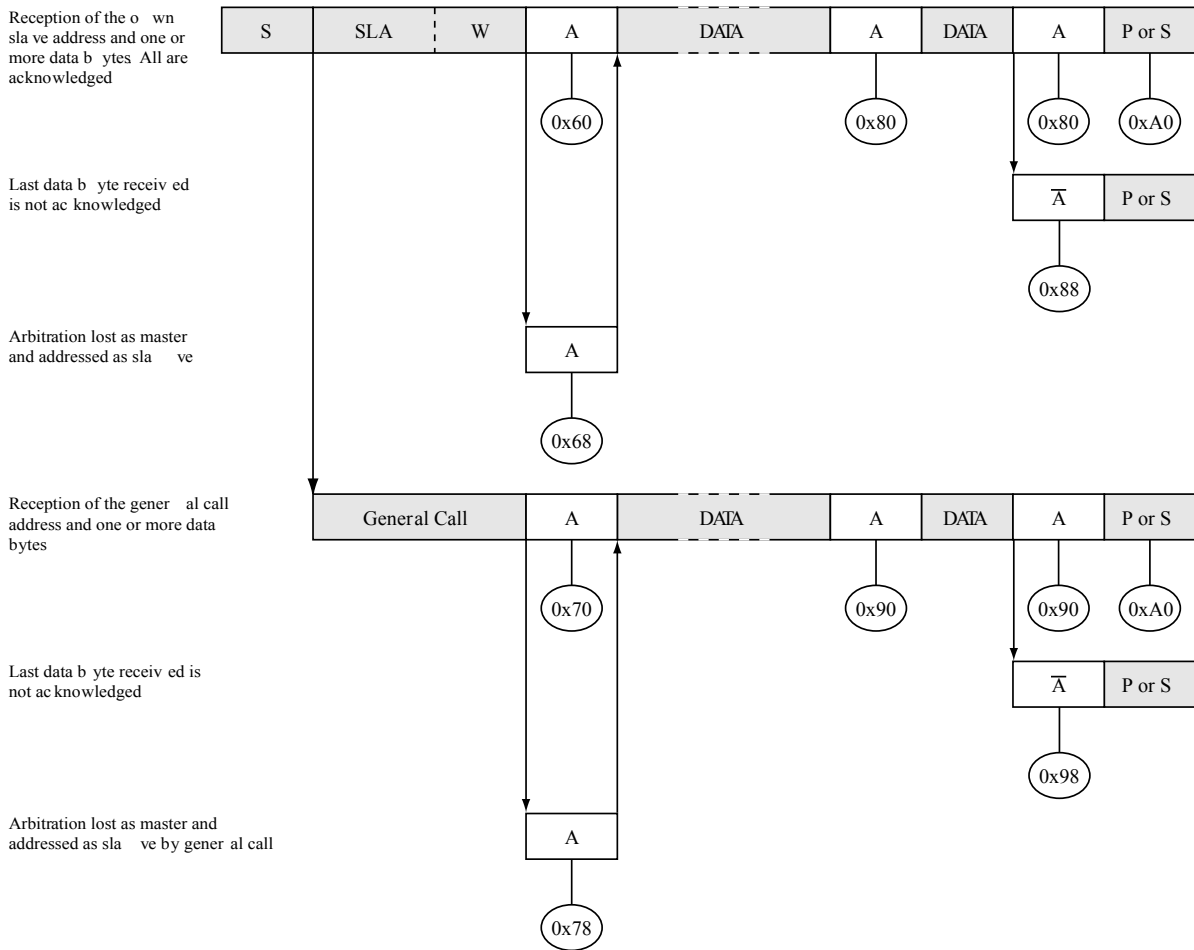 Reception of the o wn
sla ve address and one or
more data b ytes. All are
acknowledged
S SLA W A DATA A DATA A P or S
0x60 0x80 0x80 0xA0
Last data b yte receiv ed
is not ac knowledged
A̅ P or S
0x88
Arbitration lost as master
and addressed as sla ve
A
0x68
Reception of the gener al call
address and one or more data
bytes
General Call A DATA A DATA A P or S
0x70 0x90 0x90 0xA0
Last data b yte receiv ed is
not ac knowledged
A̅ P or S
0x98
Arbitration lost as master and
addressed as sla ve by gener al call
A
0x78